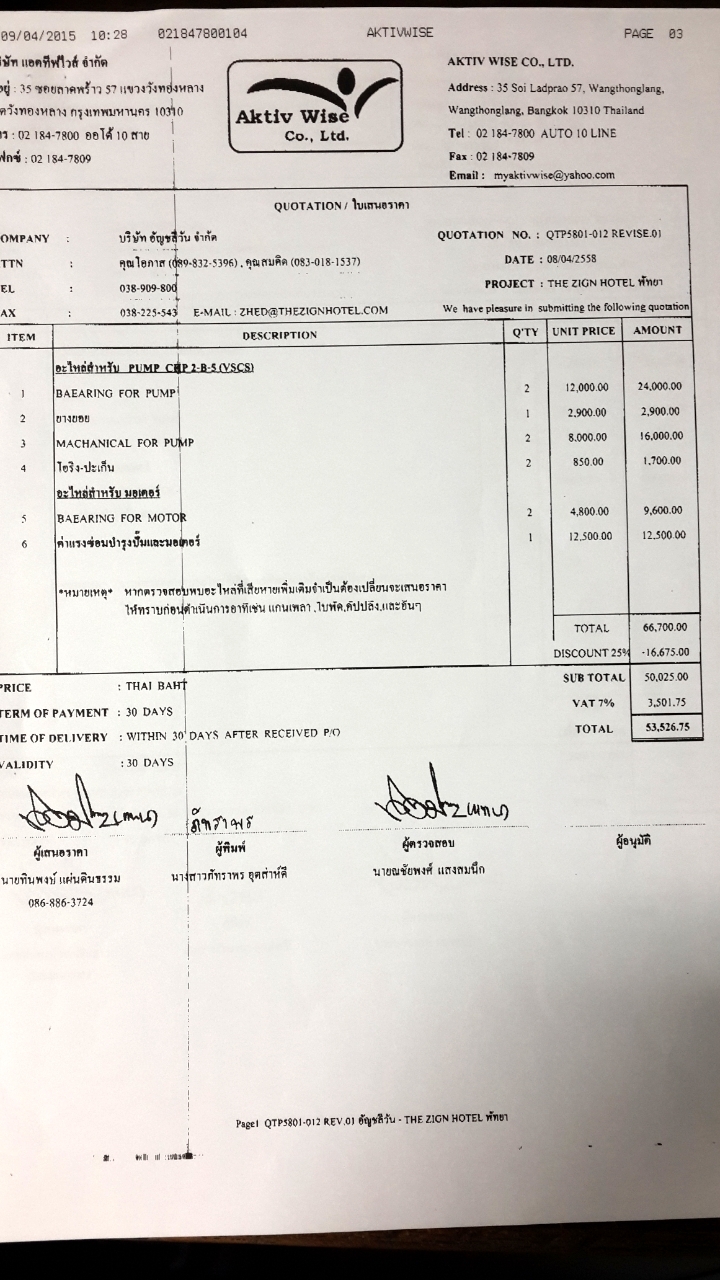 09/04/2015 10:28 021847800104 AKTIVWISE PAGE 03
ษัท แอคทีฟไวส์ จำกัด
อยู่ : 35 ซอยลาดพร้าว 57 แขวงวังทองหลาง
ตวังทองหลาง กรุงเทพมหานคร 10310
ร : 02 184-7800 ออโต้ 10 สาย
ฟกซ์ : 02 184-7809
Aktiv Wise
Co., Ltd.
AKTIV WISE CO., LTD.
Address : 35 Soi Ladprao 57, Wangthonglang,
Wangthonglang, Bangkok 10310 Thailand
Tel : 02 184-7800 AUTO 10 LINE
Fax : 02 184-7809
Email : myaktivwise@yahoo.com
QUOTATION / ใบเสนอราคา
OMPANY : บริษัท อัญชลีวัน จำกัด QUOTATION NO. : QTP5801-012 REVISE.01
TTN : คุณโอภาส (089-832-5396) , คุณสมคิด (083-018-1537) DATE : 08/04/2558
EL : 038-909-800 PROJECT : THE ZIGN HOTEL พัทยา
AX : 038-225-543 E-MAIL : ZHED@THEZIGNHOTEL.COM We have pleasure in submitting the following quotation
ITEM DESCRIPTION Q'TY UNIT PRICE AMOUNT
อะไหล่สำหรับ PUMP CHP 2-B-5 (VSCS)
1 BAEARING FOR PUMP 2 12,000.00 24,000.00
2 ยางยอย 1 2,900.00 2,900.00
3 MACHANICAL FOR PUMP 2 8,000.00 16,000.00
4 โอริง-ปะเก็น 2 850.00 1,700.00
อะไหล่สำหรับ มอเตอร์
5 BAEARING FOR MOTOR 2 4,800.00 9,600.00
6 ค่าแรงซ่อมบำรุงปั๊มและมอเตอร์ 1 12,500.00 12,500.00
*หมายเหตุ* หากตรวจสอบพบอะไหล่ที่เสียหายเพิ่มเติมจำเป็นต้องเปลี่ยนจะเสนอราคา
ให้ทราบก่อนดำเนินการอาทิเช่น แกนเพลา ,ใบพัด,คัปปลิ้ง,และอื่นๆ
TOTAL 66,700.00
DISCOUNT 25% -16,675.00
PRICE : THAI BAHT SUB TOTAL 50,025.00
TERM OF PAYMENT : 30 DAYS VAT 7% 3,501.75
TIME OF DELIVERY : WITHIN 30 DAYS AFTER RECEIVED P/O TOTAL 53,526.75
VALIDITY : 30 DAYS
ภัทราพร
ผู้เสนอราคา ผู้พิมพ์ ผู้ตรวจสอบ ผู้อนุมัติ
นายทินพงษ์ แผ่นดินธรรม นางสาวภัทราพร อุตส่าห์ดี นายณชัยพงศ์ แสงสมนึก
086-886-3724
Page1 QTP5801-012 REV.01 อัญชลีวัน - THE ZIGN HOTEL พัทยา